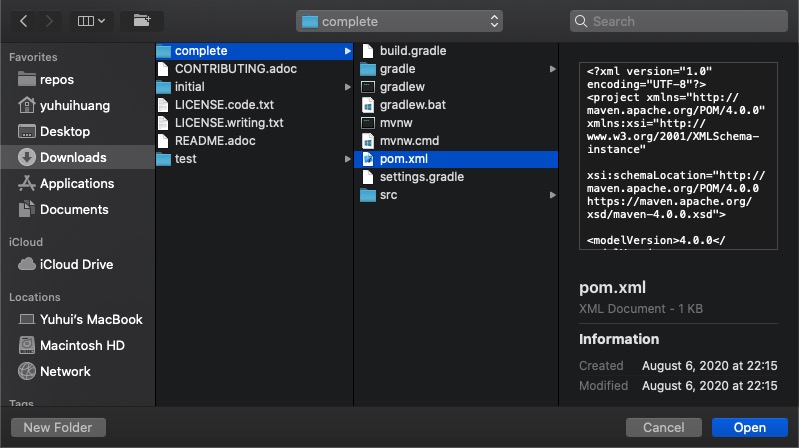 complete
Search
Favorites
repos
yuhuihuang
Desktop
Downloads
Applications
Documents
iCloud
iCloud Drive
Locations
Yuhui's MacBook
Macintosh HD
Network
Tags
complete
CONTRIBUTING.adoc
initial
LICENSE.code.txt
LICENSE.writing.txt
README.adoc
test
build.gradle
gradle
gradlew
gradlew.bat
mvnw
mvnw.cmd
pom.xml
settings.gradle
src
<?xml version="1.0"
encoding="UTF-8"?>
<project xmlns="http://
maven.apache.org/POM/4.0.0"
xmlns:xsi="http://
www.w3.org/2001/XMLSchema-
instance"
xsi:schemaLocation="http://
maven.apache.org/POM/4.0.0
https://maven.apache.org/
xsd/maven-4.0.0.xsd">
<modelVersion>4.0.0</
pom.xml
XML Document - 1 KB
Information
Created August 6, 2020 at 22:15
Modified August 6, 2020 at 22:15
New Folder
Cancel
Open